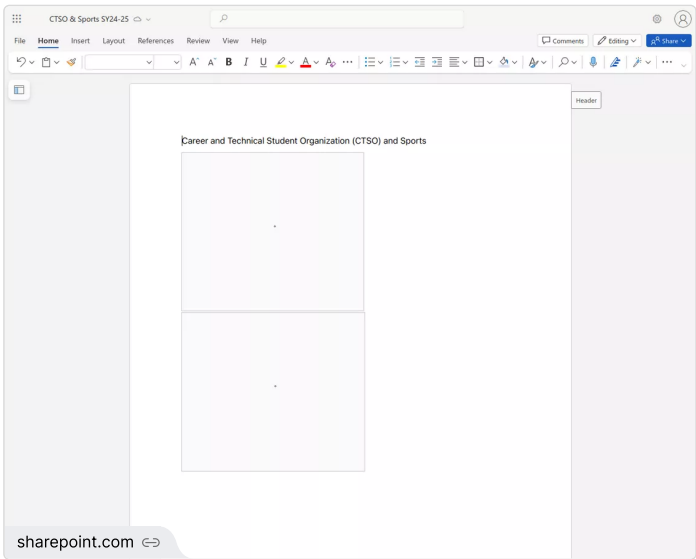 CTSO & Sports SY24-25
File Home Insert Layout References Review View Help
Comments Editing Share
B I U A
Header
Career and Technical Student Organization (CTSO) and Sports
sharepoint.com